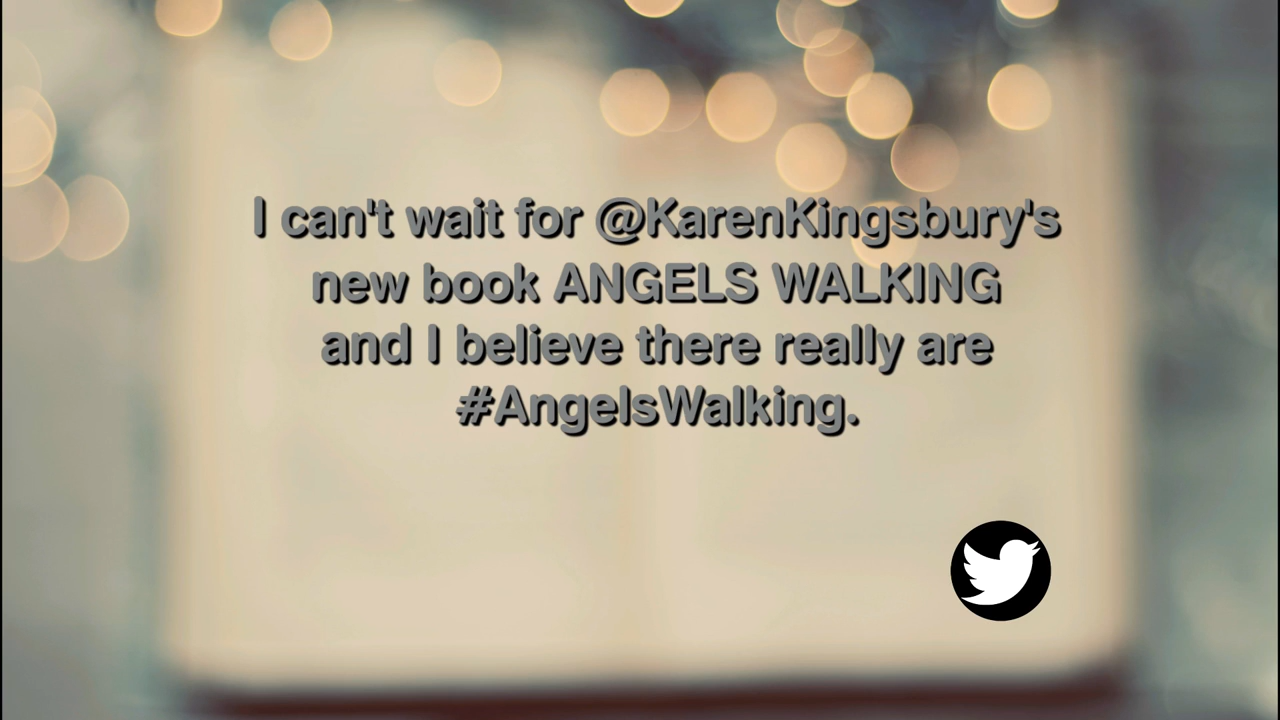 I can't wait for @KarenKingsbury's
new book ANGELS WALKING
and I believe there really are
#AngelsWalking.